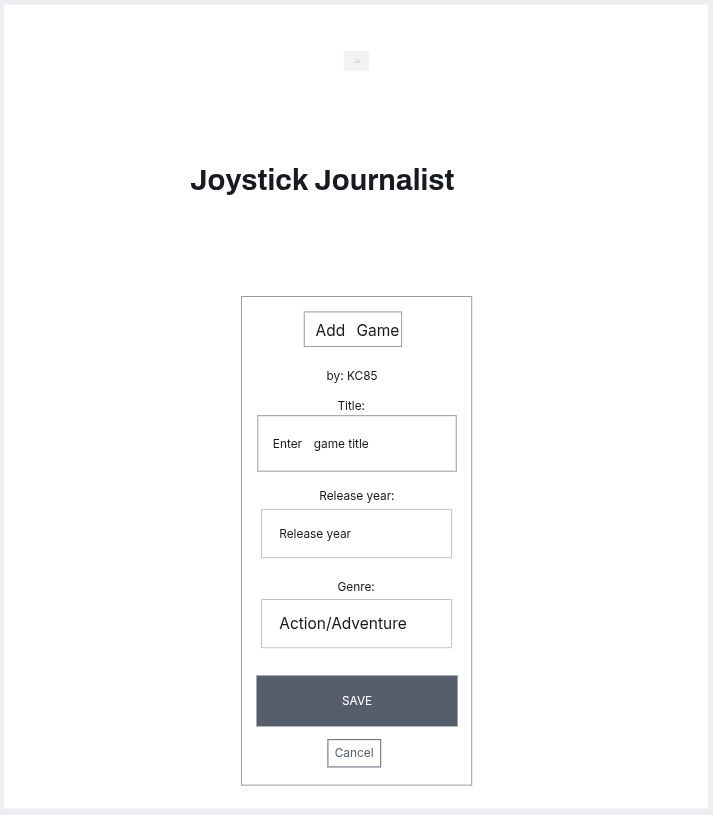 Joystick Journalist
Add Game
by: KC85
Title:
Enter game title
Release year:
Release year
Genre:
Action/Adventure
SAVE
Cancel